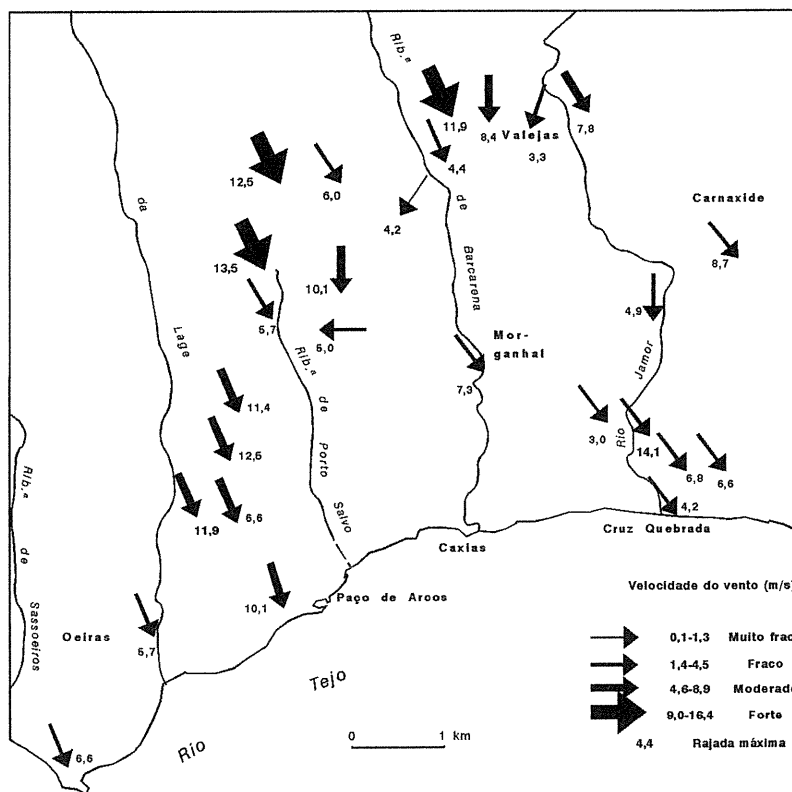 Rib.ª
de
Barcarena
11,9
8,4
Valejas
7,8
3,3
4,4
12,5
6,0
4,2
Carnaxide
8,7
da
Lage
13,5
10,1
5,7
5,0
4,9
Rib.ª
de
Porto
Salvo
Mor-
ganhal
7,3
Jamor
Rio
11,4
12,5
3,0
14,1
6,8
6,6
11,9
6,6
4,2
Rib.ª
de
Sassoeiros
Caxias
Cruz Quebrada
10,1
Paço de Arcos
Oeiras
5,7
Rio
Tejo
6,6
Velocidade do vento (m/s)
0,1-1,3 Muito frac
1,4-4,5 Fraco
4,6-8,9 Moderado
9,0-16,4 Forte
4,4 Rajada máxima
0 1 km